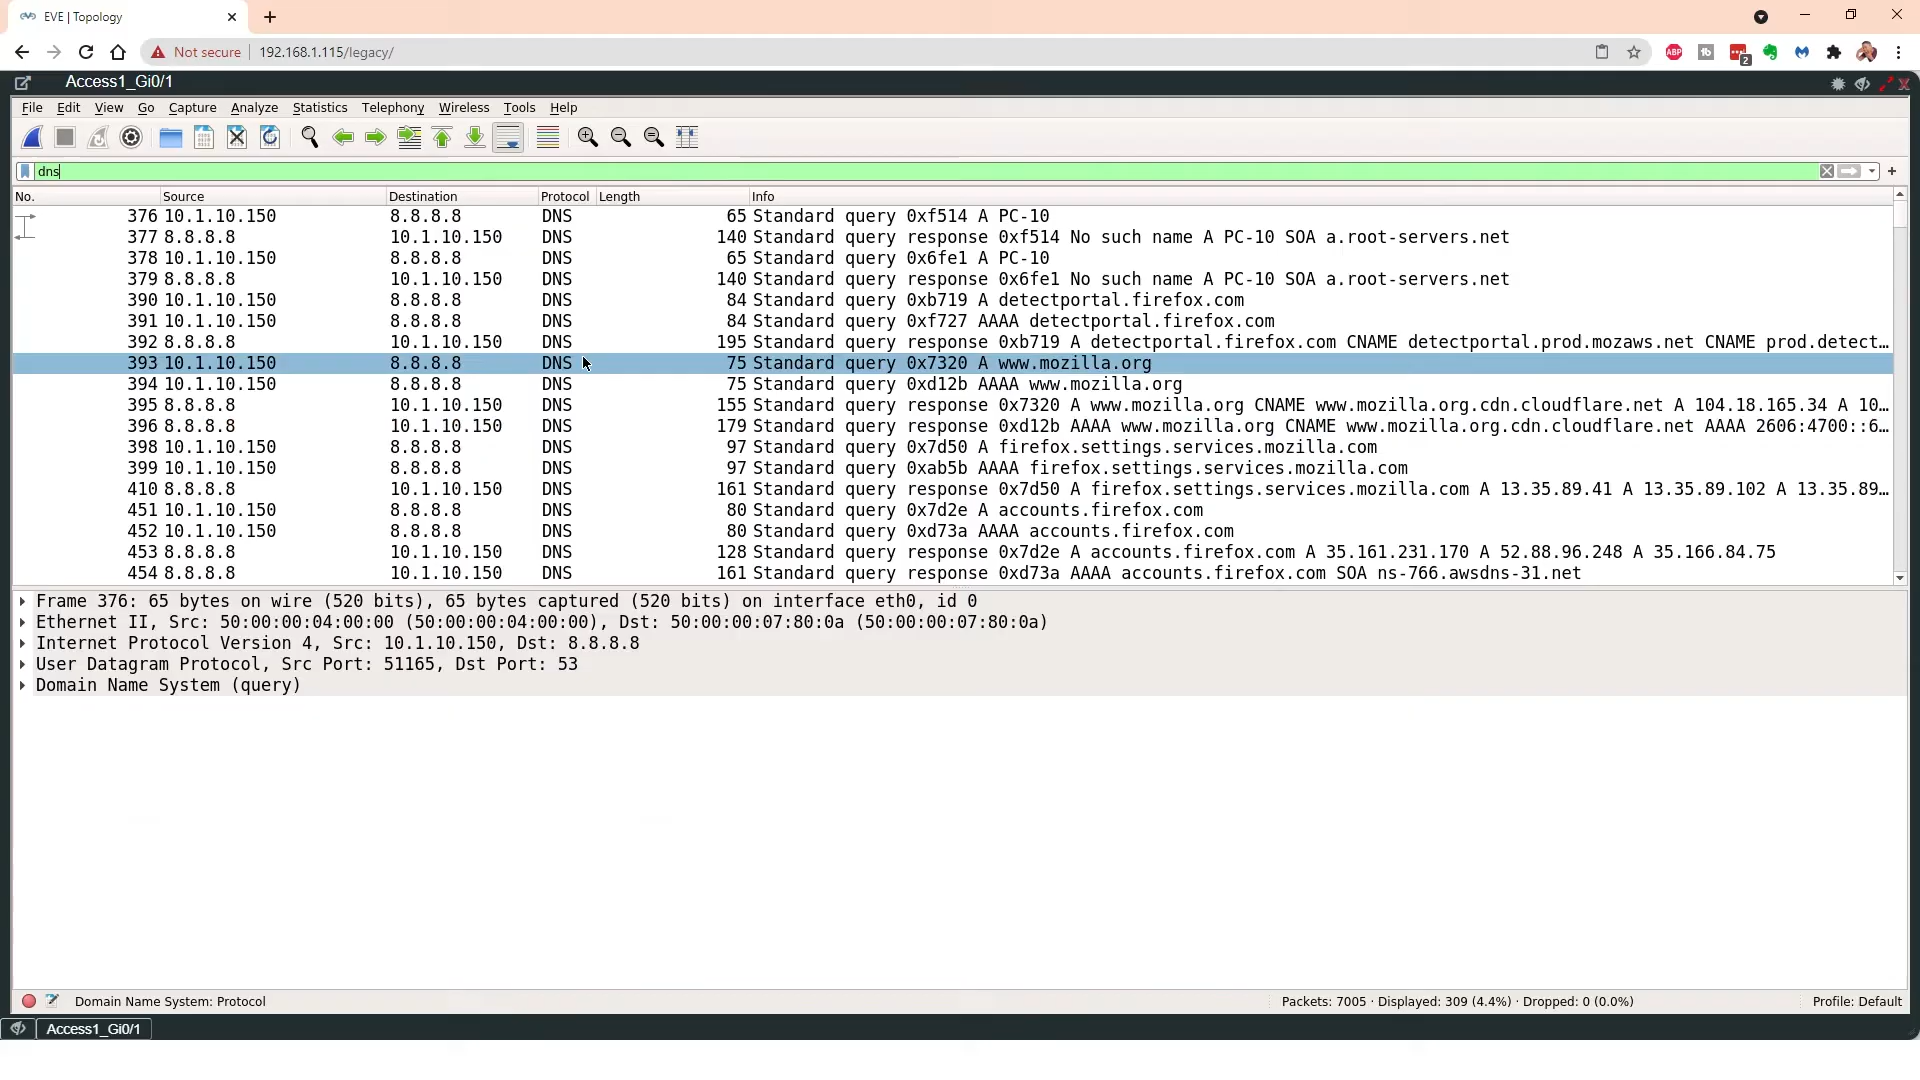 EVE | Topology
Not secure
192.168.1.115/legacy/
ABP
2
Access1_Gi0/1
File Edit View Go Capture Analyze Statistics Telephony Wireless Tools Help
dns
No. Source Destination Protocol Length Info
376 10.1.10.150 8.8.8.8 DNS 65 Standard query 0xf514 A PC-10
377 8.8.8.8 10.1.10.150 DNS 140 Standard query response 0xf514 No such name A PC-10 SOA a.root-servers.net
378 10.1.10.150 8.8.8.8 DNS 65 Standard query 0x6fe1 A PC-10
379 8.8.8.8 10.1.10.150 DNS 140 Standard query response 0x6fe1 No such name A PC-10 SOA a.root-servers.net
390 10.1.10.150 8.8.8.8 DNS 84 Standard query 0xb719 A detectportal.firefox.com
391 10.1.10.150 8.8.8.8 DNS 84 Standard query 0xf727 AAAA detectportal.firefox.com
392 8.8.8.8 10.1.10.150 DNS 195 Standard query response 0xb719 A detectportal.firefox.com CNAME detectportal.prod.mozaws.net CNAME prod.detect…
393 10.1.10.150 8.8.8.8 DNS 75 Standard query 0x7320 A www.mozilla.org
394 10.1.10.150 8.8.8.8 DNS 75 Standard query 0xd12b AAAA www.mozilla.org
395 8.8.8.8 10.1.10.150 DNS 155 Standard query response 0x7320 A www.mozilla.org CNAME www.mozilla.org.cdn.cloudflare.net A 104.18.165.34 A 10…
396 8.8.8.8 10.1.10.150 DNS 179 Standard query response 0xd12b AAAA www.mozilla.org CNAME www.mozilla.org.cdn.cloudflare.net AAAA 2606:4700::6…
398 10.1.10.150 8.8.8.8 DNS 97 Standard query 0x7d50 A firefox.settings.services.mozilla.com
399 10.1.10.150 8.8.8.8 DNS 97 Standard query 0xab5b AAAA firefox.settings.services.mozilla.com
410 8.8.8.8 10.1.10.150 DNS 161 Standard query response 0x7d50 A firefox.settings.services.mozilla.com A 13.35.89.41 A 13.35.89.102 A 13.35.89…
451 10.1.10.150 8.8.8.8 DNS 80 Standard query 0x7d2e A accounts.firefox.com
452 10.1.10.150 8.8.8.8 DNS 80 Standard query 0xd73a AAAA accounts.firefox.com
453 8.8.8.8 10.1.10.150 DNS 128 Standard query response 0x7d2e A accounts.firefox.com A 35.161.231.170 A 52.88.96.248 A 35.166.84.75
454 8.8.8.8 10.1.10.150 DNS 161 Standard query response 0xd73a AAAA accounts.firefox.com SOA ns-766.awsdns-31.net
Frame 376: 65 bytes on wire (520 bits), 65 bytes captured (520 bits) on interface eth0, id 0
Ethernet II, Src: 50:00:00:04:00:00 (50:00:00:04:00:00), Dst: 50:00:00:07:80:0a (50:00:00:07:80:0a)
Internet Protocol Version 4, Src: 10.1.10.150, Dst: 8.8.8.8
User Datagram Protocol, Src Port: 51165, Dst Port: 53
Domain Name System (query)
Domain Name System: Protocol
Packets: 7005 · Displayed: 309 (4.4%) · Dropped: 0 (0.0%)
Profile: Default
Access1_Gi0/1